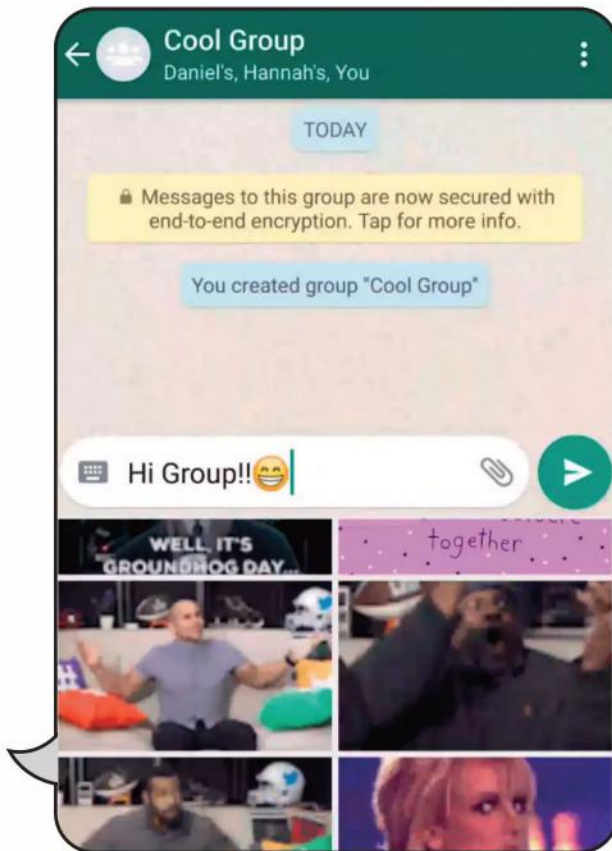 Cool Group
Daniel's, Hannah's, You
TODAY
Messages to this group are now secured with
end-to-end encryption. Tap for more info.
You created group "Cool Group"
Hi Group!!😁
WELL, IT'S
GROUNDHOG DAY...
together